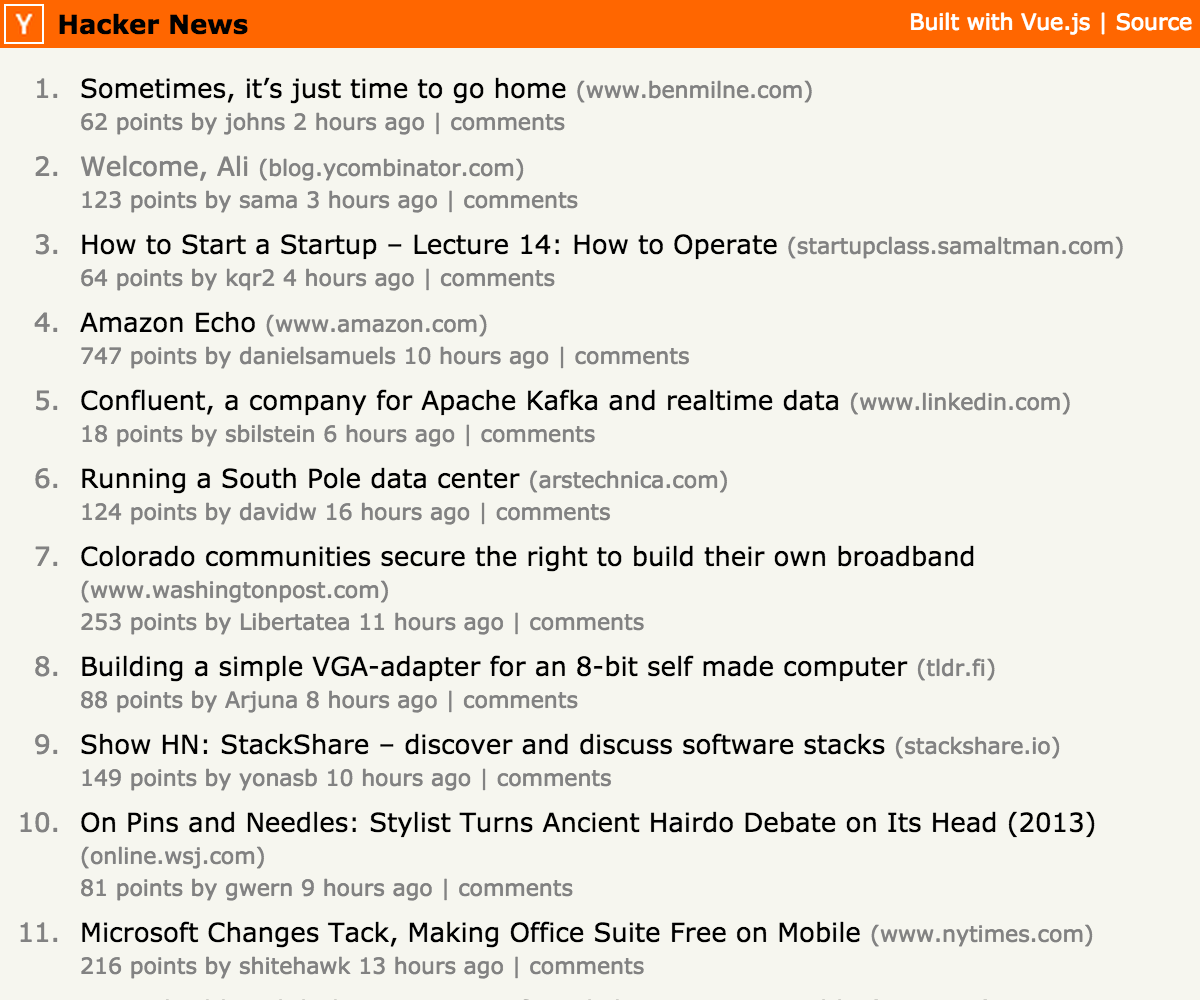 Y Hacker News Built with Vue.js | Source
1. Sometimes, it’s just time to go home (www.benmilne.com)
62 points by johns 2 hours ago | comments
2. Welcome, Ali (blog.ycombinator.com)
123 points by sama 3 hours ago | comments
3. How to Start a Startup – Lecture 14: How to Operate (startupclass.samaltman.com)
64 points by kqr2 4 hours ago | comments
4. Amazon Echo (www.amazon.com)
747 points by danielsamuels 10 hours ago | comments
5. Confluent, a company for Apache Kafka and realtime data (www.linkedin.com)
18 points by sbilstein 6 hours ago | comments
6. Running a South Pole data center (arstechnica.com)
124 points by davidw 16 hours ago | comments
7. Colorado communities secure the right to build their own broadband
(www.washingtonpost.com)
253 points by Libertatea 11 hours ago | comments
8. Building a simple VGA-adapter for an 8-bit self made computer (tldr.fi)
88 points by Arjuna 8 hours ago | comments
9. Show HN: StackShare – discover and discuss software stacks (stackshare.io)
149 points by yonasb 10 hours ago | comments
10. On Pins and Needles: Stylist Turns Ancient Hairdo Debate on Its Head (2013)
(online.wsj.com)
81 points by gwern 9 hours ago | comments
11. Microsoft Changes Tack, Making Office Suite Free on Mobile (www.nytimes.com)
216 points by shitehawk 13 hours ago | comments